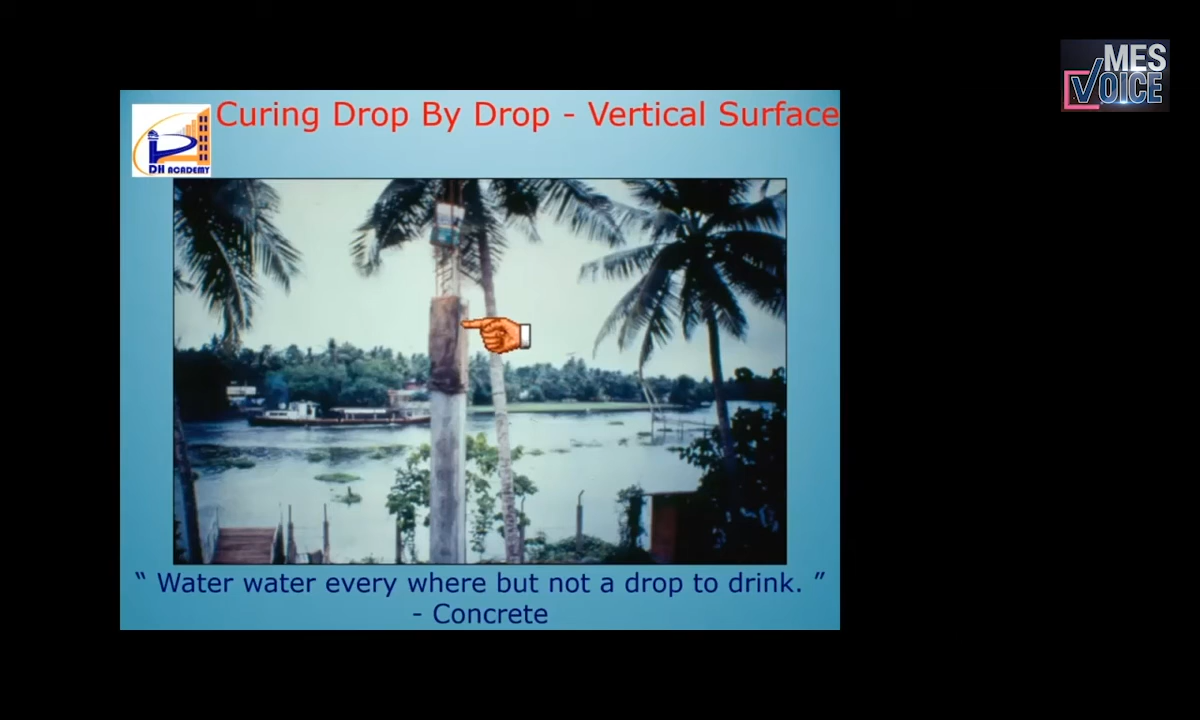 MES
VOICE
Curing Drop By Drop - Vertical Surface
DH ACADEMY
“ Water water every where but not a drop to drink. ”
- Concrete